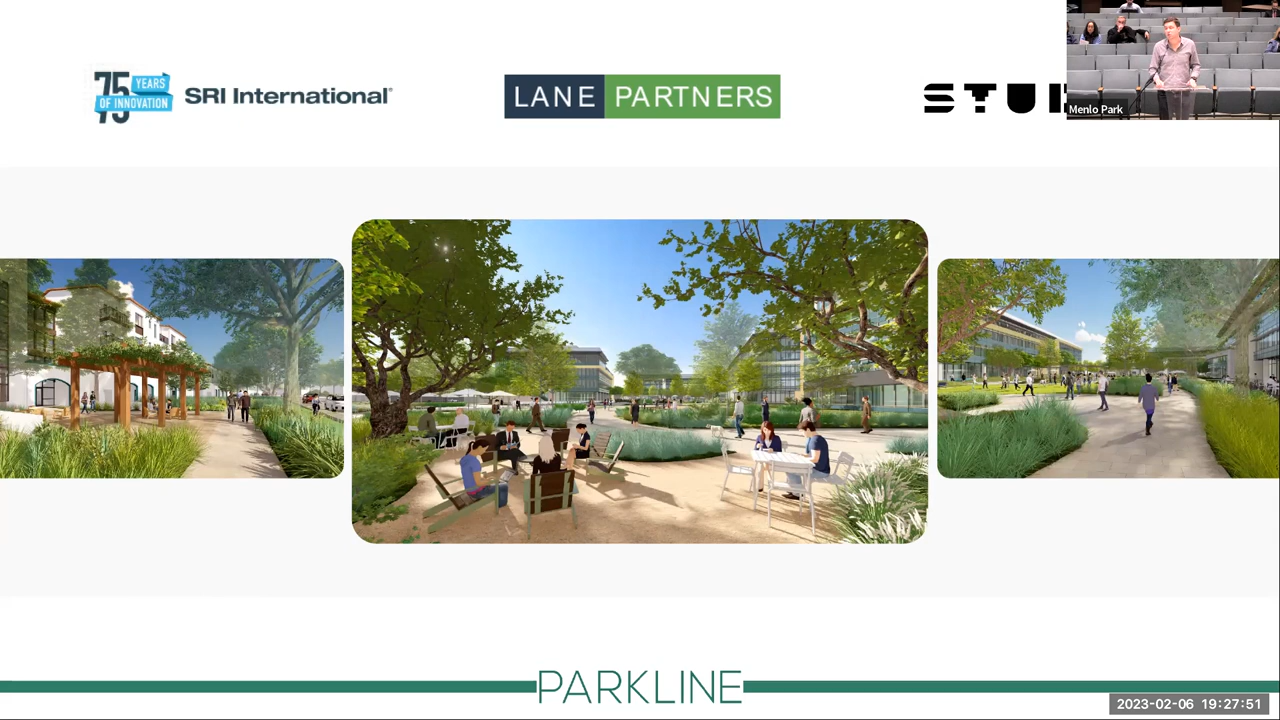 75 YEARS
OF INNOVATION
SRI International®
LANE PARTNERS
Menlo Park
PARKLINE
2023-02-06 19:27:51